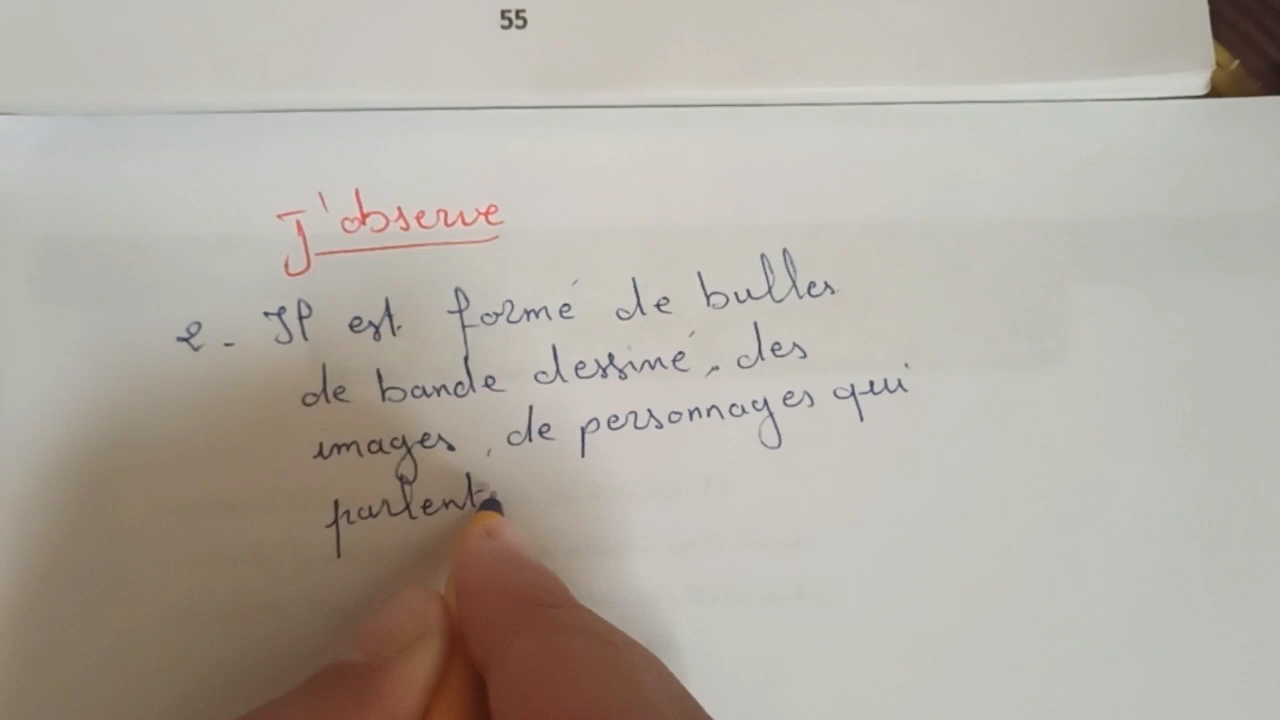 55
J'observe
2- Il est formé de bulles
de bande dessiné, des
images, de personnages qui
parlent